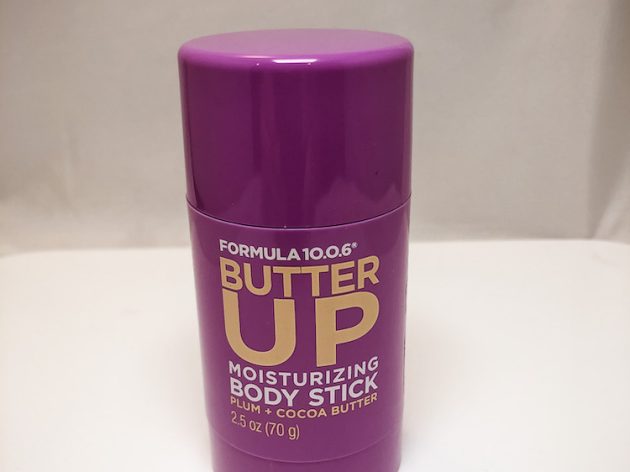 FORMULA 10.0.6®
BUTTER
UP
MOISTURIZING
BODY STICK
PLUM + COCOA BUTTER
2.5 oz (70 g)